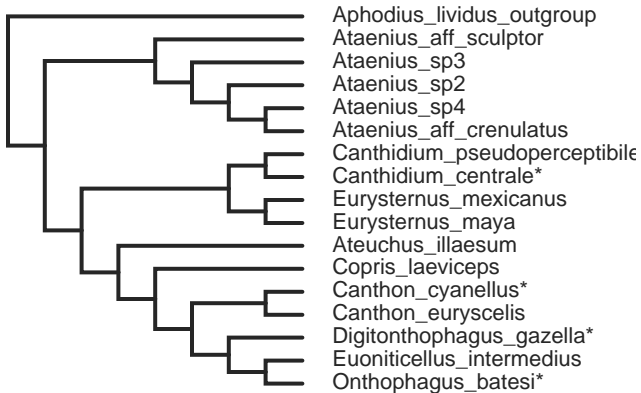 Aphodius_lividus_outgroup
Ataenius_aff_sculptor
Ataenius_sp3
Ataenius_sp2
Ataenius_sp4
Ataenius_aff_crenulatus
Canthidium_pseudoperceptibile
Canthidium_centrale*
Eurysternus_mexicanus
Eurysternus_maya
Ateuchus_illaesum
Copris_laeviceps
Canthon_cyanellus*
Canthon_euryscelis
Digitonthophagus_gazella*
Euoniticellus_intermedius
Onthophagus_batesi*